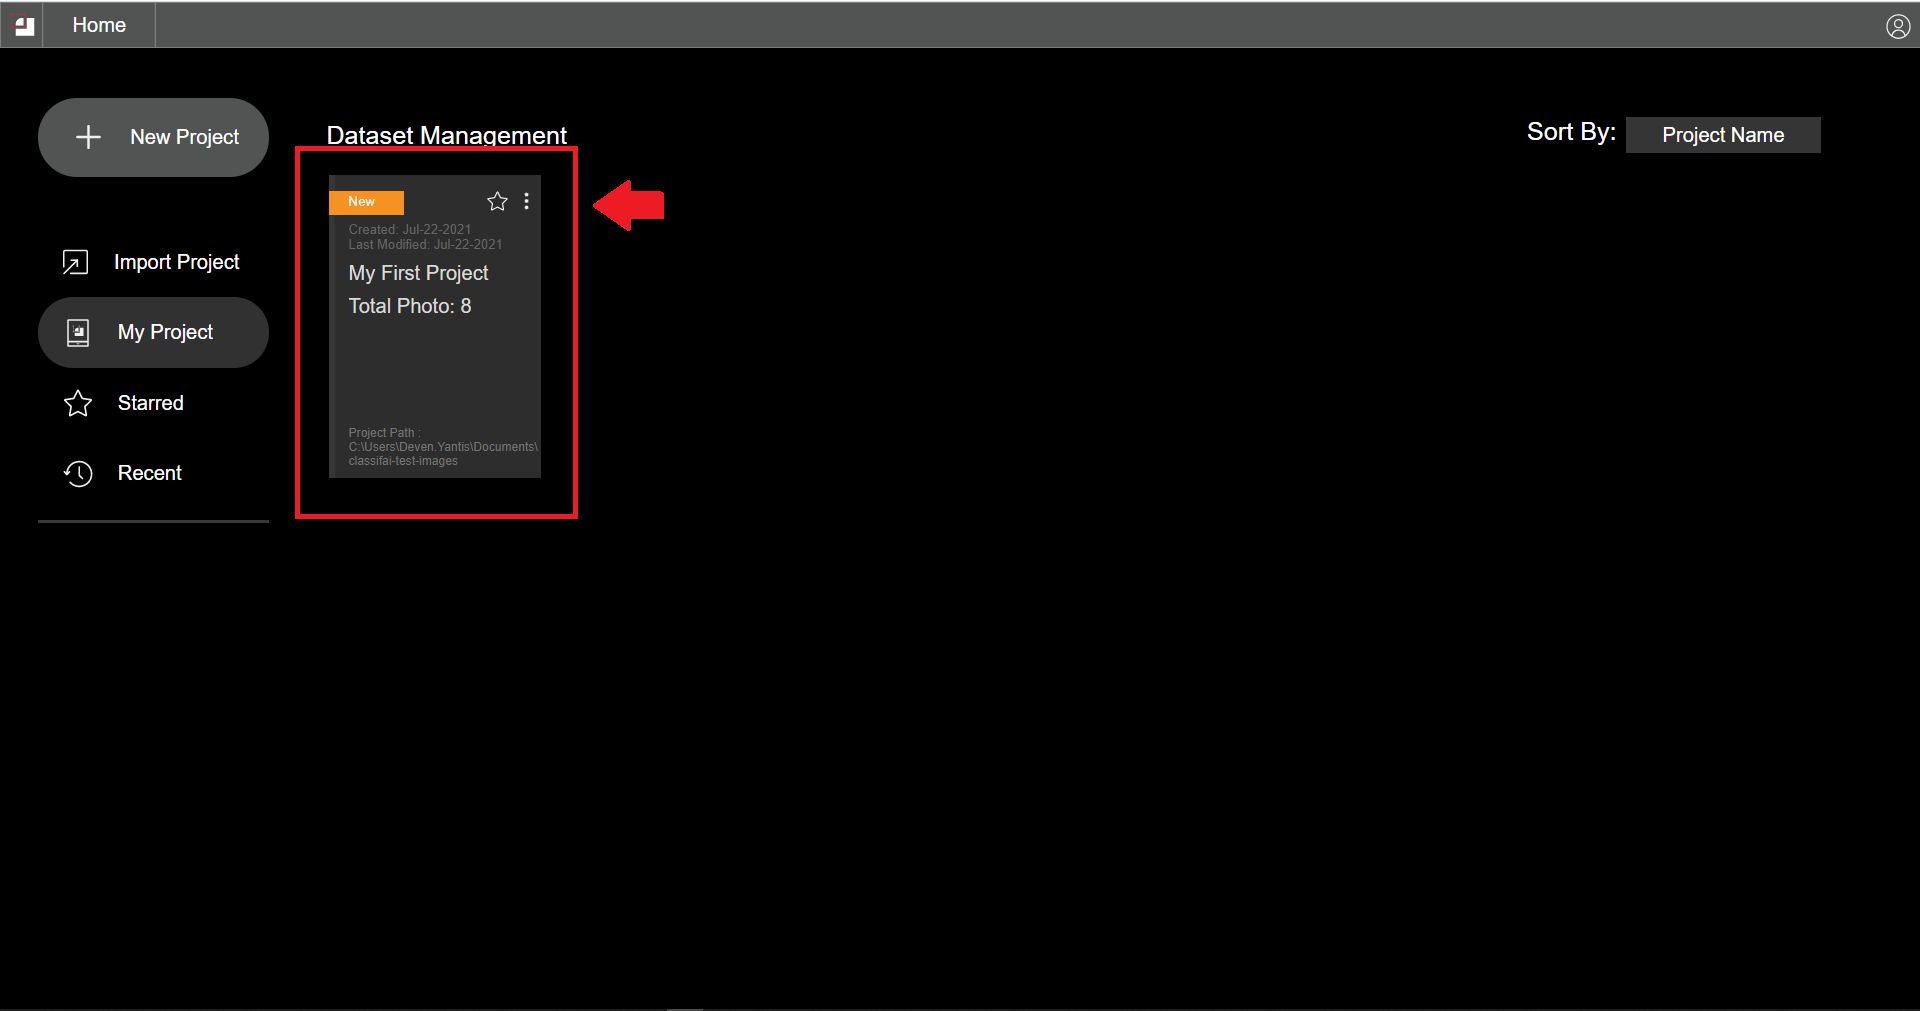 Home
New Project
Import Project
My Project
Starred
Recent
Dataset Management
Sort By: Project Name
New
Created: Jul-22-2021
Last Modified: Jul-22-2021
My First Project
Total Photo: 8
Project Path :
C:\Users\Deven.Yantis\Documents\
classifai-test-images